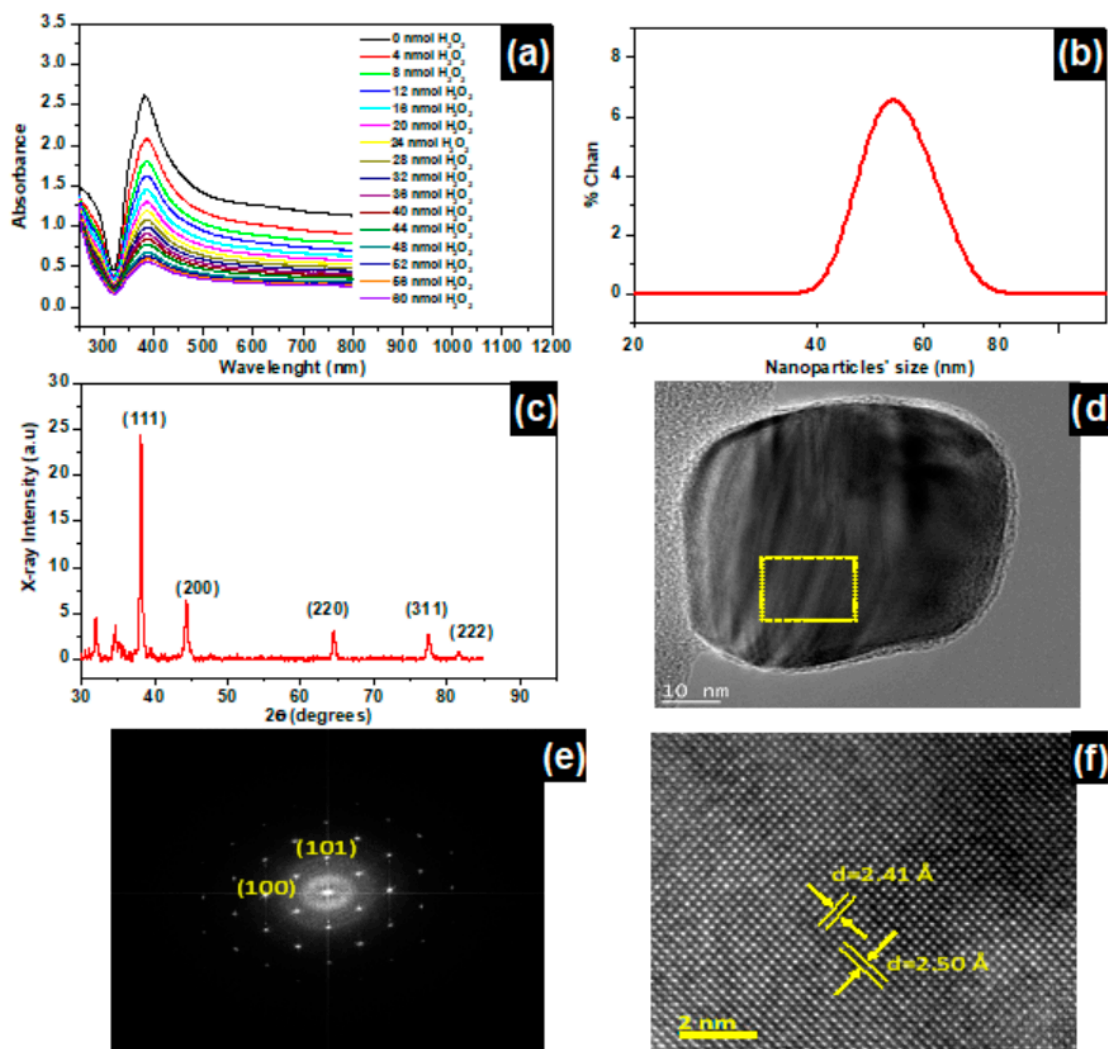 (a)
3.5
3.0
2.5
2.0
1.5
1.0
0.5
0.0
Absorbance
0 nmol H₂O₂
4 nmol H₂O₂
8 nmol H₂O₂
12 nmol H₂O₂
16 nmol H₂O₂
20 nmol H₂O₂
24 nmol H₂O₂
28 nmol H₂O₂
32 nmol H₂O₂
36 nmol H₂O₂
40 nmol H₂O₂
44 nmol H₂O₂
48 nmol H₂O₂
52 nmol H₂O₂
56 nmol H₂O₂
60 nmol H₂O₂
300 400 500 600 700 800 900 1000 1100 1200
Wavelenght (nm)
(b)
8
6
4
2
0
% Chan
20 40 60 80
Nanoparticles' size (nm)
(c)
30
25
20
15
10
5
0
X-ray Intensity (a.u)
(111)
(200)
(220)
(311)
(222)
30 40 50 60 70 80 90
2Θ (degrees)
(d)
10 nm
(e)
(101)
(100)
(f)
d=2.41 Å
d=2.50 Å
2 nm